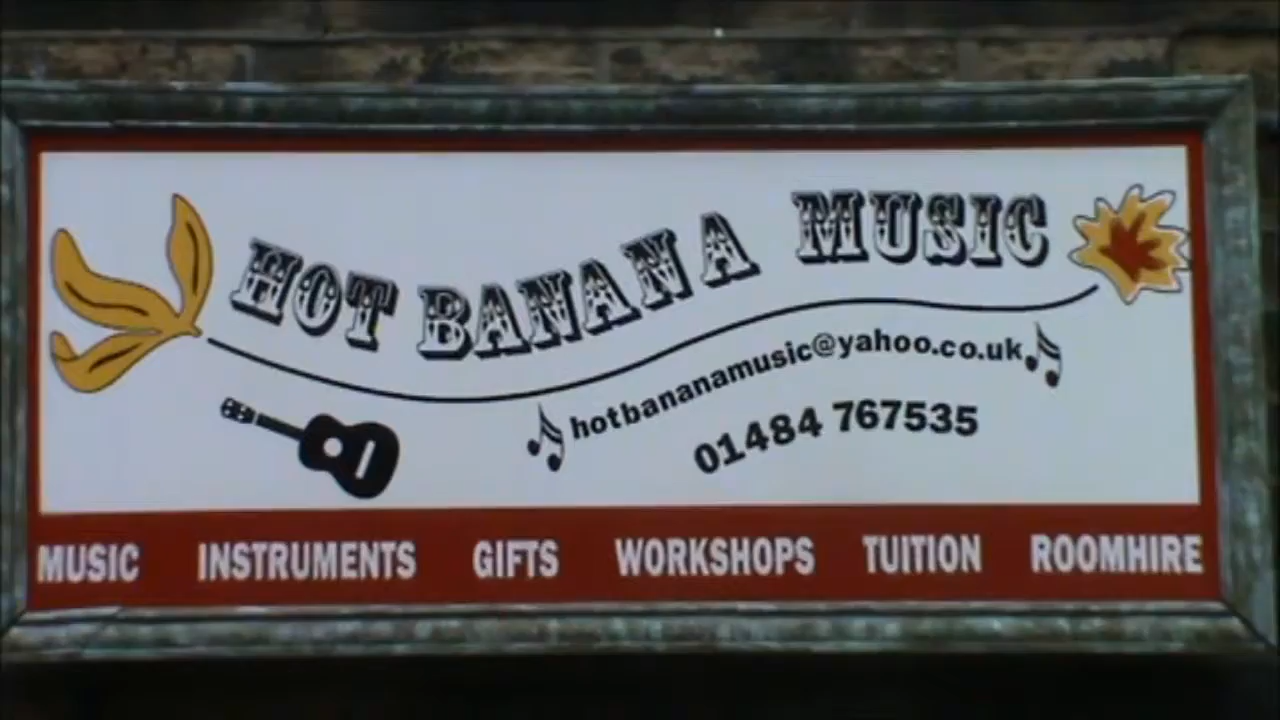 HOT BANANA MUSIC
hotbananamusic@yahoo.co.uk
01484 767535
MUSIC INSTRUMENTS GIFTS WORKSHOPS TUITION ROOMHIRE